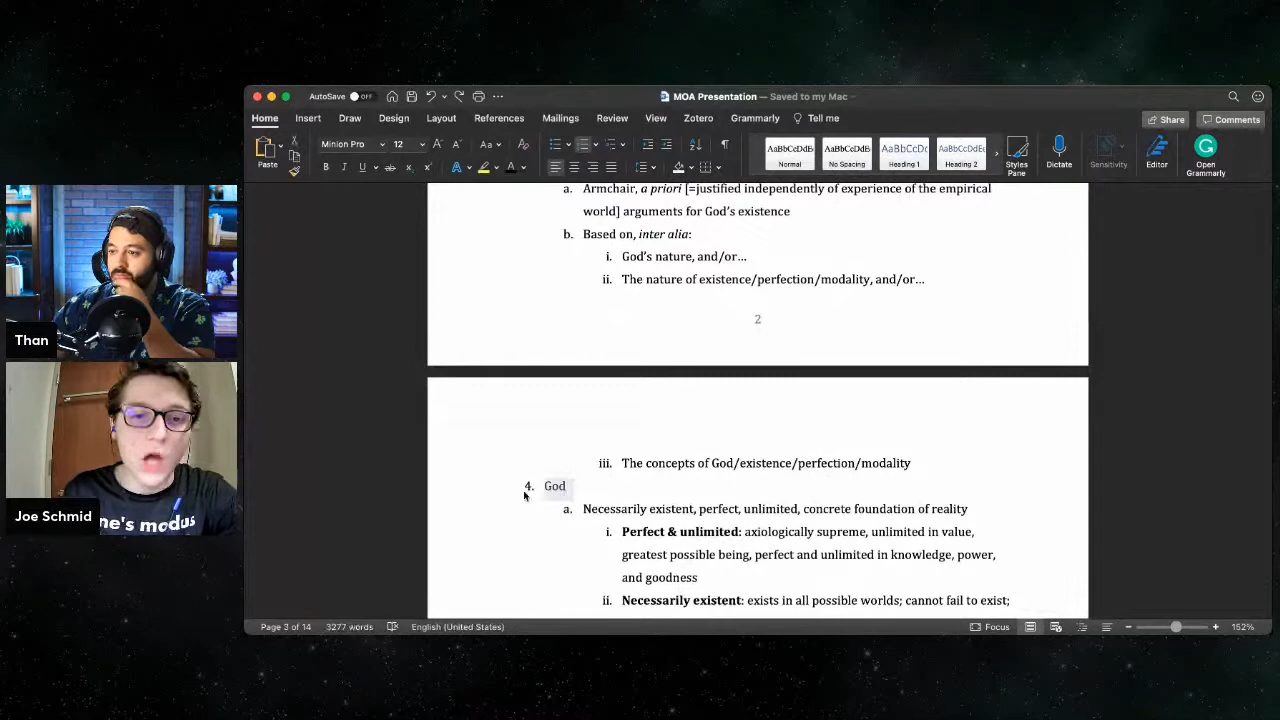 AutoSave OFF
MOA Presentation — Saved to my Mac
Home Insert Draw Design Layout References Mailings Review View Zotero Grammarly Tell me
Share Comments
Paste
Minion Pro 12
AaBbCcDdEe AaBbCcDdEe AaBbCcDc AaBbCcDdEe
Normal No Spacing Heading 1 Heading 2
Styles Pane
Dictate
Sensitivity
Editor
Open Grammarly
a. Armchair, a priori [=justified independently of experience of the empirical
world] arguments for God's existence
b. Based on, inter alia:
i. God's nature, and/or…
ii. The nature of existence/perfection/modality, and/or…
2
iii. The concepts of God/existence/perfection/modality
4. God
a. Necessarily existent, perfect, unlimited, concrete foundation of reality
i. Perfect & unlimited: axiologically supreme, unlimited in value,
greatest possible being, perfect and unlimited in knowledge, power,
and goodness
ii. Necessarily existent: exists in all possible worlds; cannot fail to exist;
Page 3 of 14 3277 words English (United States) Focus 152%
Than
Joe Schmid
ne's modus